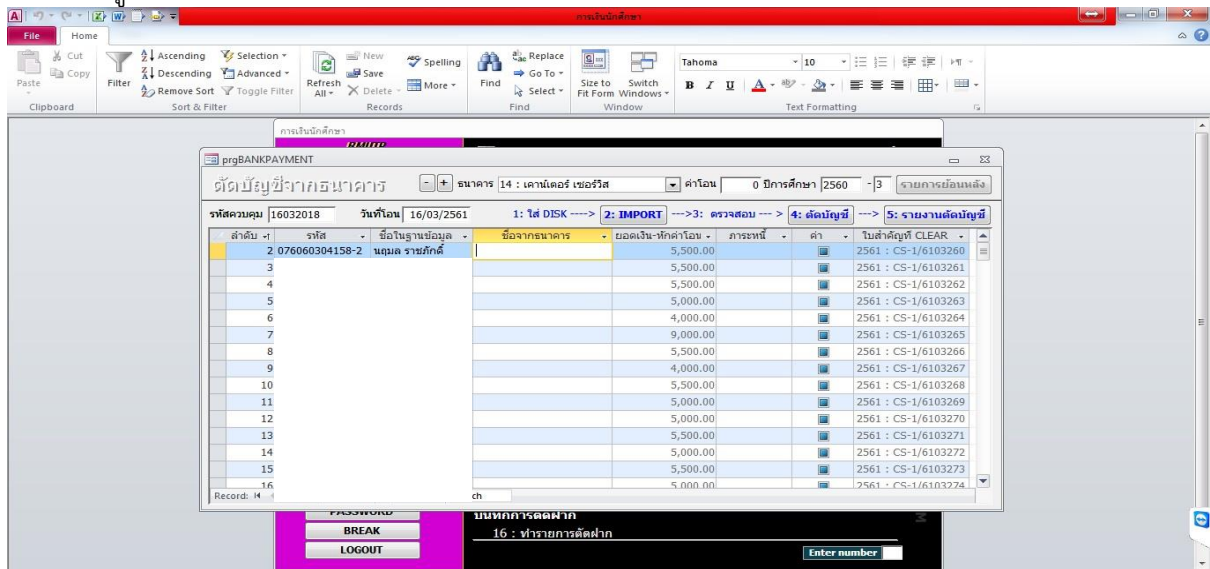 การเงินนักศึกษา
File Home
Cut Ascending Selection New Spelling Replace Tahoma 10
Copy Descending Advanced Save Go To
Paste Filter Remove Sort Toggle Filter Refresh All Delete More Find Select Size to Fit Form Switch Windows B I U A
Clipboard Sort & Filter Records Find Window Text Formatting
การเงินนักศึกษา
prgBANKPAYMENT
ตัดบัญชีจากธนาคาร - + ธนาคาร 14 : เคาน์เตอร์ เซอร์วิส ค่าโอน 0 ปีการศึกษา 2560 - 3 รายการย้อนหลัง
รหัสควบคุม 16032018 วันที่โอน 16/03/2561 1: ใส่ DISK ----> 2: IMPORT --->3: ตรวจสอบ --- > 4: ตัดบัญชี ---> 5: รายงานตัดบัญชี
ลำดับ รหัส ชื่อในฐานข้อมูล ชื่อจากธนาคาร ยอดเงิน-หักค่าโอน ภาระหนี้ ค่า ใบสำคัญที่ CLEAR
2 076060304158-2 นฤมล ราชภักดิ์ 5,500.00 2561 : CS-1/6103260
3 5,500.00 2561 : CS-1/6103261
4 5,500.00 2561 : CS-1/6103262
5 5,000.00 2561 : CS-1/6103263
6 4,000.00 2561 : CS-1/6103264
7 9,000.00 2561 : CS-1/6103265
8 5,500.00 2561 : CS-1/6103266
9 4,000.00 2561 : CS-1/6103267
10 5,500.00 2561 : CS-1/6103268
11 5,000.00 2561 : CS-1/6103269
12 5,000.00 2561 : CS-1/6103270
13 5,500.00 2561 : CS-1/6103271
14 5,000.00 2561 : CS-1/6103272
15 5,500.00 2561 : CS-1/6103273
16 5,000.00 2561 : CS-1/6103274
Record: ch
PASSWORD บันทึกการตัดฝาก
BREAK 16 : ทำรายการตัดฝาก
LOGOUT Enter number